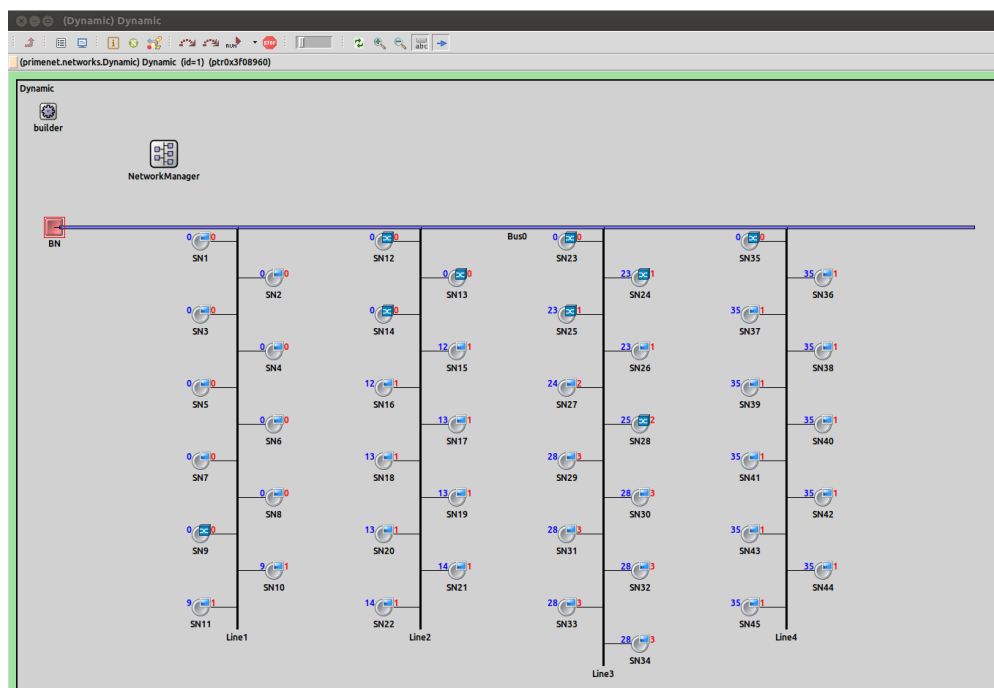 (Dynamic) Dynamic
RUN STOP abc
(primenet.networks.Dynamic) Dynamic (id=1) (ptr0x3f08960)
Dynamic
builder
NetworkManager
BN
Bus0
0 0 0 0 0 0 0 0
SN1 SN12 SN23 SN35
0 0 0 0 23 1 35 1
SN2 SN13 SN24 SN36
0 0 0 0 23 1 35 1
SN3 SN14 SN25 SN37
0 0 12 1 23 1 35 1
SN4 SN15 SN26 SN38
0 0 12 1 24 2 35 1
SN5 SN16 SN27 SN39
0 0 13 1 25 2 35 1
SN6 SN17 SN28 SN40
0 0 13 1 28 3 35 1
SN7 SN18 SN29 SN41
0 0 13 1 28 3 35 1
SN8 SN19 SN30 SN42
0 0 13 1 28 3 35 1
SN9 SN20 SN31 SN43
9 1 14 1 28 3 35 1
SN10 SN21 SN32 SN44
9 1 14 1 28 3 35 1
SN11 SN22 SN33 SN45
Line1 Line2 Line4
28 3
SN34
Line3